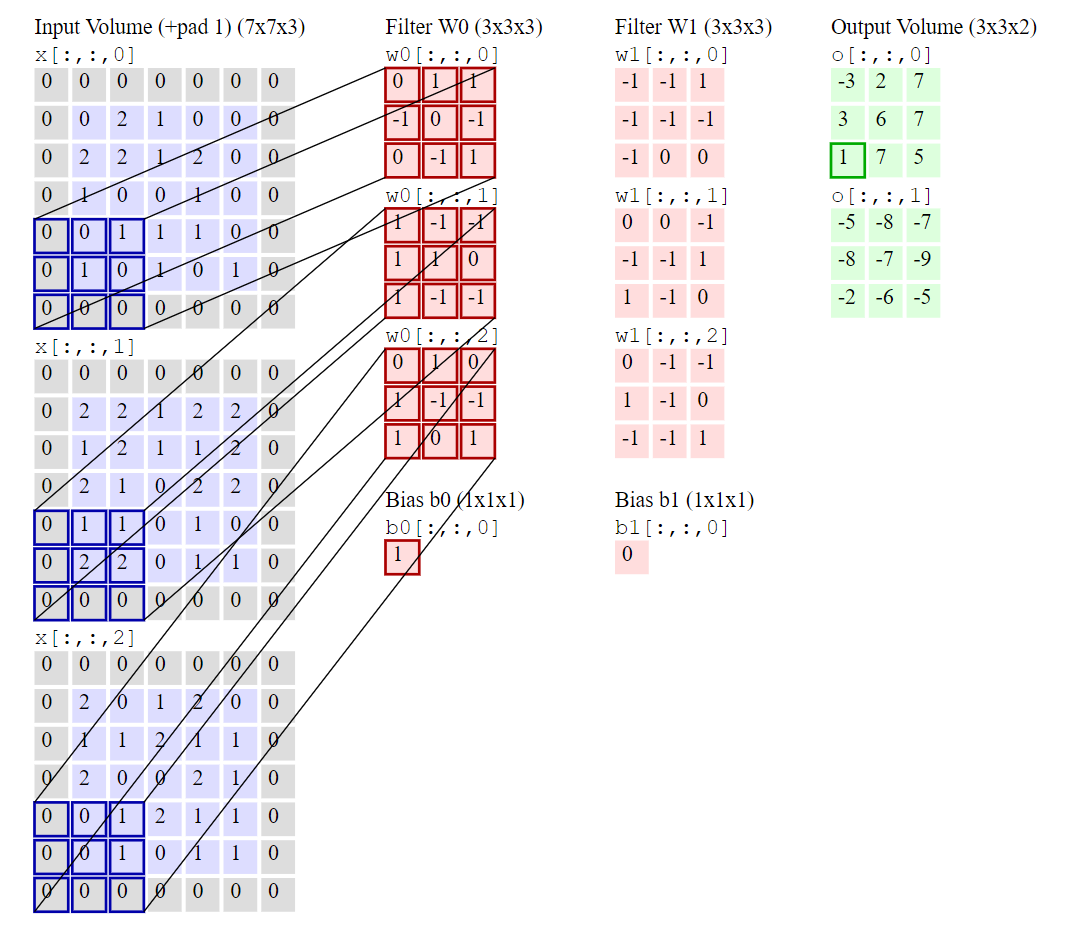 Input Volume (+pad 1) (7x7x3)
x[:,:,0]
0 0 0 0 0 0 0
0 0 2 1 0 0 0
0 2 2 1 2 0 0
0 1 0 0 1 0 0
0 0 1 1 1 0 0
0 1 0 1 0 1 0
0 0 0 0 0 0 0
x[:,:,1]
0 0 0 0 0 0 0
0 2 2 1 2 2 0
0 1 2 1 1 2 0
0 2 1 0 2 2 0
0 1 1 0 1 0 0
0 2 2 0 1 1 0
0 0 0 0 0 0 0
x[:,:,2]
0 0 0 0 0 0 0
0 2 0 1 2 0 0
0 1 1 2 1 1 0
0 2 0 0 2 1 0
0 0 1 2 1 1 0
0 0 1 0 1 1 0
0 0 0 0 0 0 0
Filter W0 (3x3x3)
w0[:,:,0]
0 1 1
-1 0 -1
0 -1 1
w0[:,:,1]
1 -1 -1
1 1 0
1 -1 -1
w0[:,:,2]
0 1 0
1 -1 -1
1 0 1
Bias b0 (1x1x1)
b0[:,:,0]
1
Filter W1 (3x3x3)
w1[:,:,0]
-1 -1 1
-1 -1 -1
-1 0 0
w1[:,:,1]
0 0 -1
-1 -1 1
1 -1 0
w1[:,:,2]
0 -1 -1
1 -1 0
-1 -1 1
Bias b1 (1x1x1)
b1[:,:,0]
0
Output Volume (3x3x2)
o[:,:,0]
-3 2 7
3 6 7
1 7 5
o[:,:,1]
-5 -8 -7
-8 -7 -9
-2 -6 -5